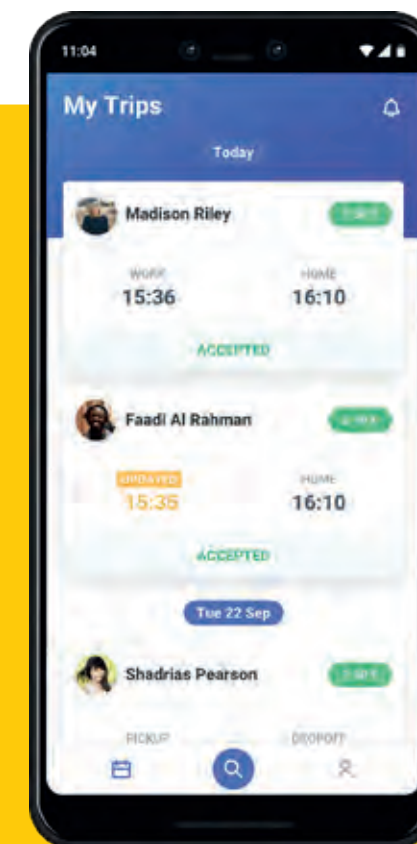 11:04
My Trips
Today
Madison Riley
WORK HOME
15:36 16:10
ACCEPTED
Faadi Al Rahman
UPDATED HOME
15:35 16:10
ACCEPTED
Tue 22 Sep
Shadrias Pearson
PICKUP DROPOFF